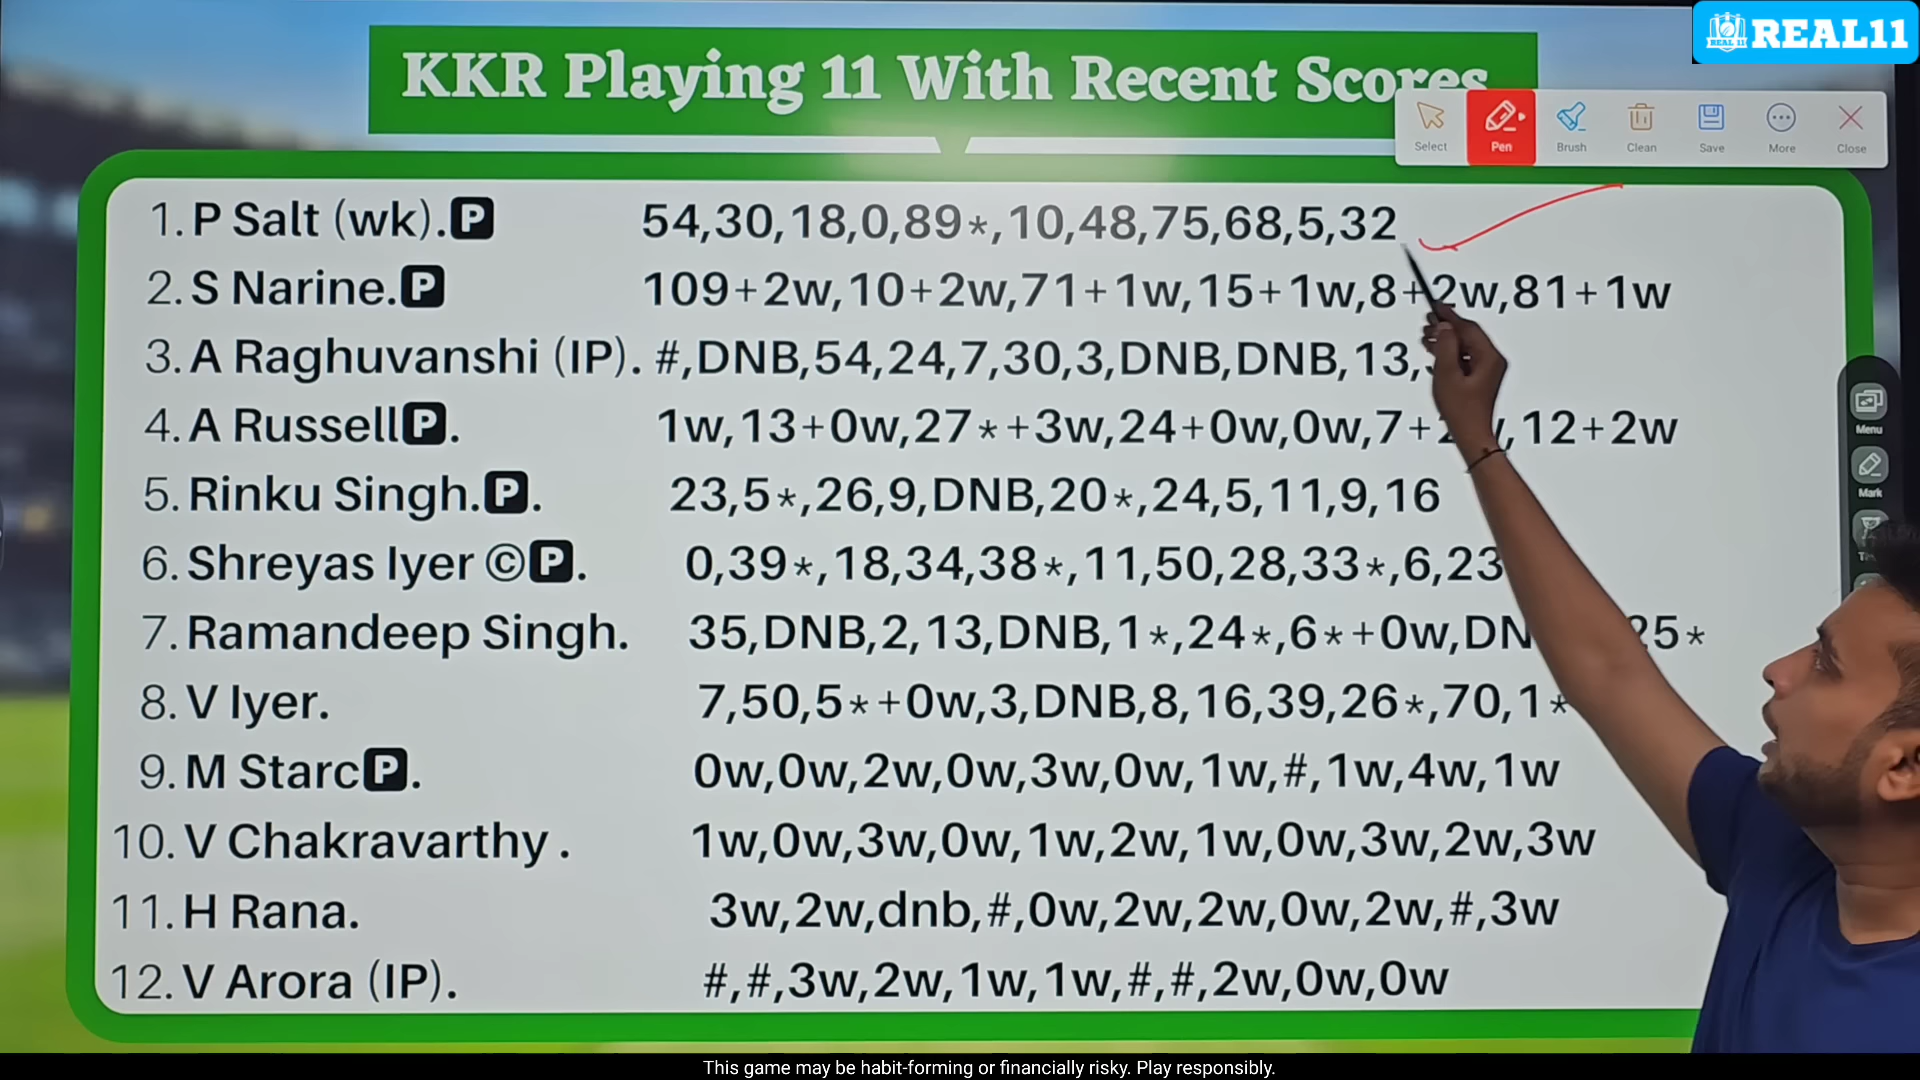 REAL 11
REAL11
KKR Playing 11 With Recent Scores
Select Pen Brush Clean Save More Close
1. P Salt (wk).🅿 54,30,18,0,89*,10,48,75,68,5,32
2. S Narine.🅿 109+2w,10+2w,71+1w,15+1w,8+2w,81+1w
3. A Raghuvanshi (IP). #,DNB,54,24,7,30,3,DNB,DNB,13,
4. A Russell🅿. 1w,13+0w,27*+3w,24+0w,0w,7+ ,12+2w
5. Rinku Singh.🅿. 23,5*,26,9,DNB,20*,24,5,11,9,16
6. Shreyas Iyer ©🅿. 0,39*,18,34,38*,11,50,28,33*,6,23
7. Ramandeep Singh. 35,DNB,2,13,DNB,1*,24*,6*+0w, 5*
8. V Iyer. 7,50,5*+0w,3,DNB,8,16,39,26*,70,1*
9. M Starc🅿. 0w,0w,2w,0w,3w,0w,1w,#,1w,4w,1w
10. V Chakravarthy . 1w,0w,3w,0w,1w,2w,1w,0w,3w,2w,3w
11. H Rana. 3w,2w,dnb,#,0w,2w,2w,0w,2w,#,3w
12. V Arora (IP). #,#,3w,2w,1w,1w,#,#,2w,0w,0w
Menu
Mark
This game may be habit-forming or financially risky. Play responsibly.